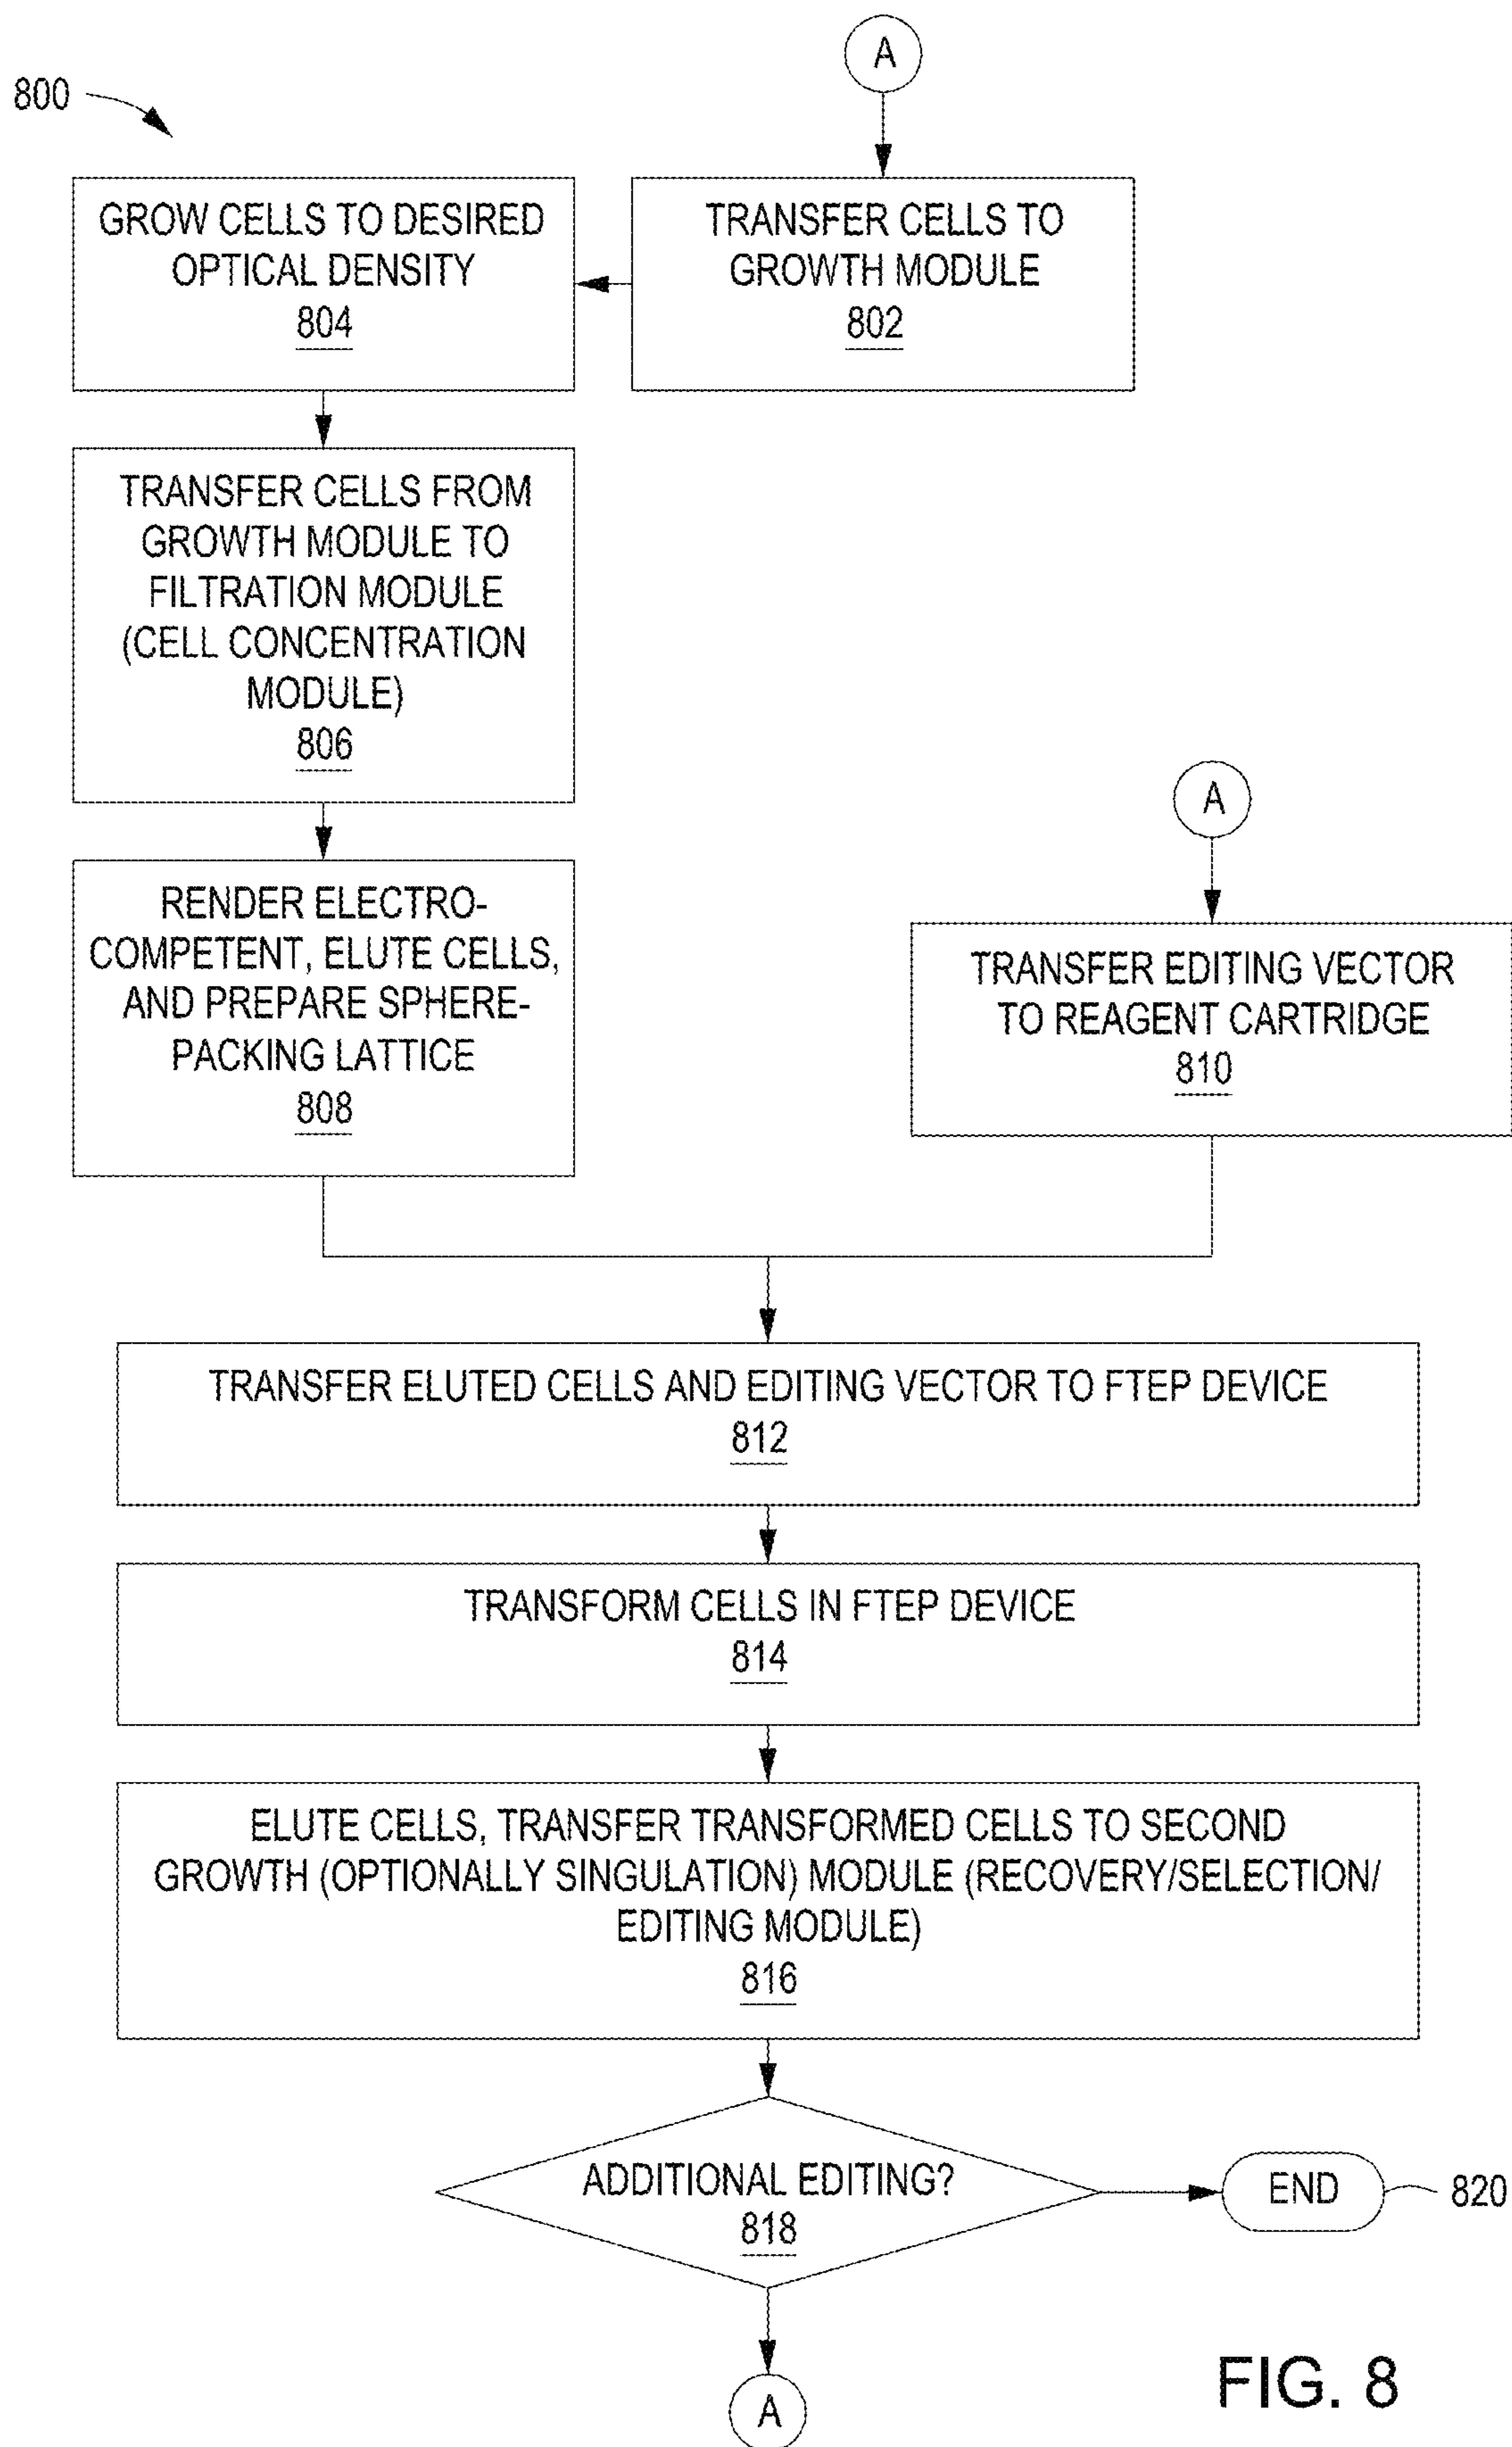 A
800
GROW CELLS TO DESIRED
OPTICAL DENSITY
804
TRANSFER CELLS TO
GROWTH MODULE
802
TRANSFER CELLS FROM
GROWTH MODULE TO
FILTRATION MODULE
(CELL CONCENTRATION
MODULE)
806
A
RENDER ELECTRO-
COMPETENT, ELUTE CELLS,
AND PREPARE SPHERE-
PACKING LATTICE
808
TRANSFER EDITING VECTOR
TO REAGENT CARTRIDGE
810
TRANSFER ELUTED CELLS AND EDITING VECTOR TO FTEP DEVICE
812
TRANSFORM CELLS IN FTEP DEVICE
814
ELUTE CELLS, TRANSFER TRANSFORMED CELLS TO SECOND
GROWTH (OPTIONALLY SINGULATION) MODULE (RECOVERY/SELECTION/
EDITING MODULE)
816
ADDITIONAL EDITING?
818
END
820
A
FIG. 8